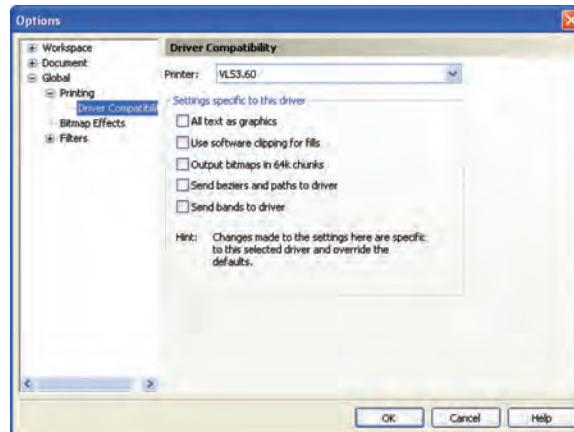 Options
Workspace
Document
Global
Printing
Driver Compatibili
Bitmap Effects
Filters
Driver Compatibility
Printer: VLS3.60
Settings specific to this driver
All text as graphics
Use software clipping for fills
Output bitmaps in 64k chunks
Send beziers and paths to driver
Send bands to driver
Hint: Changes made to the settings here are specific
to this selected driver and override the
defaults.
OK
Cancel
Help